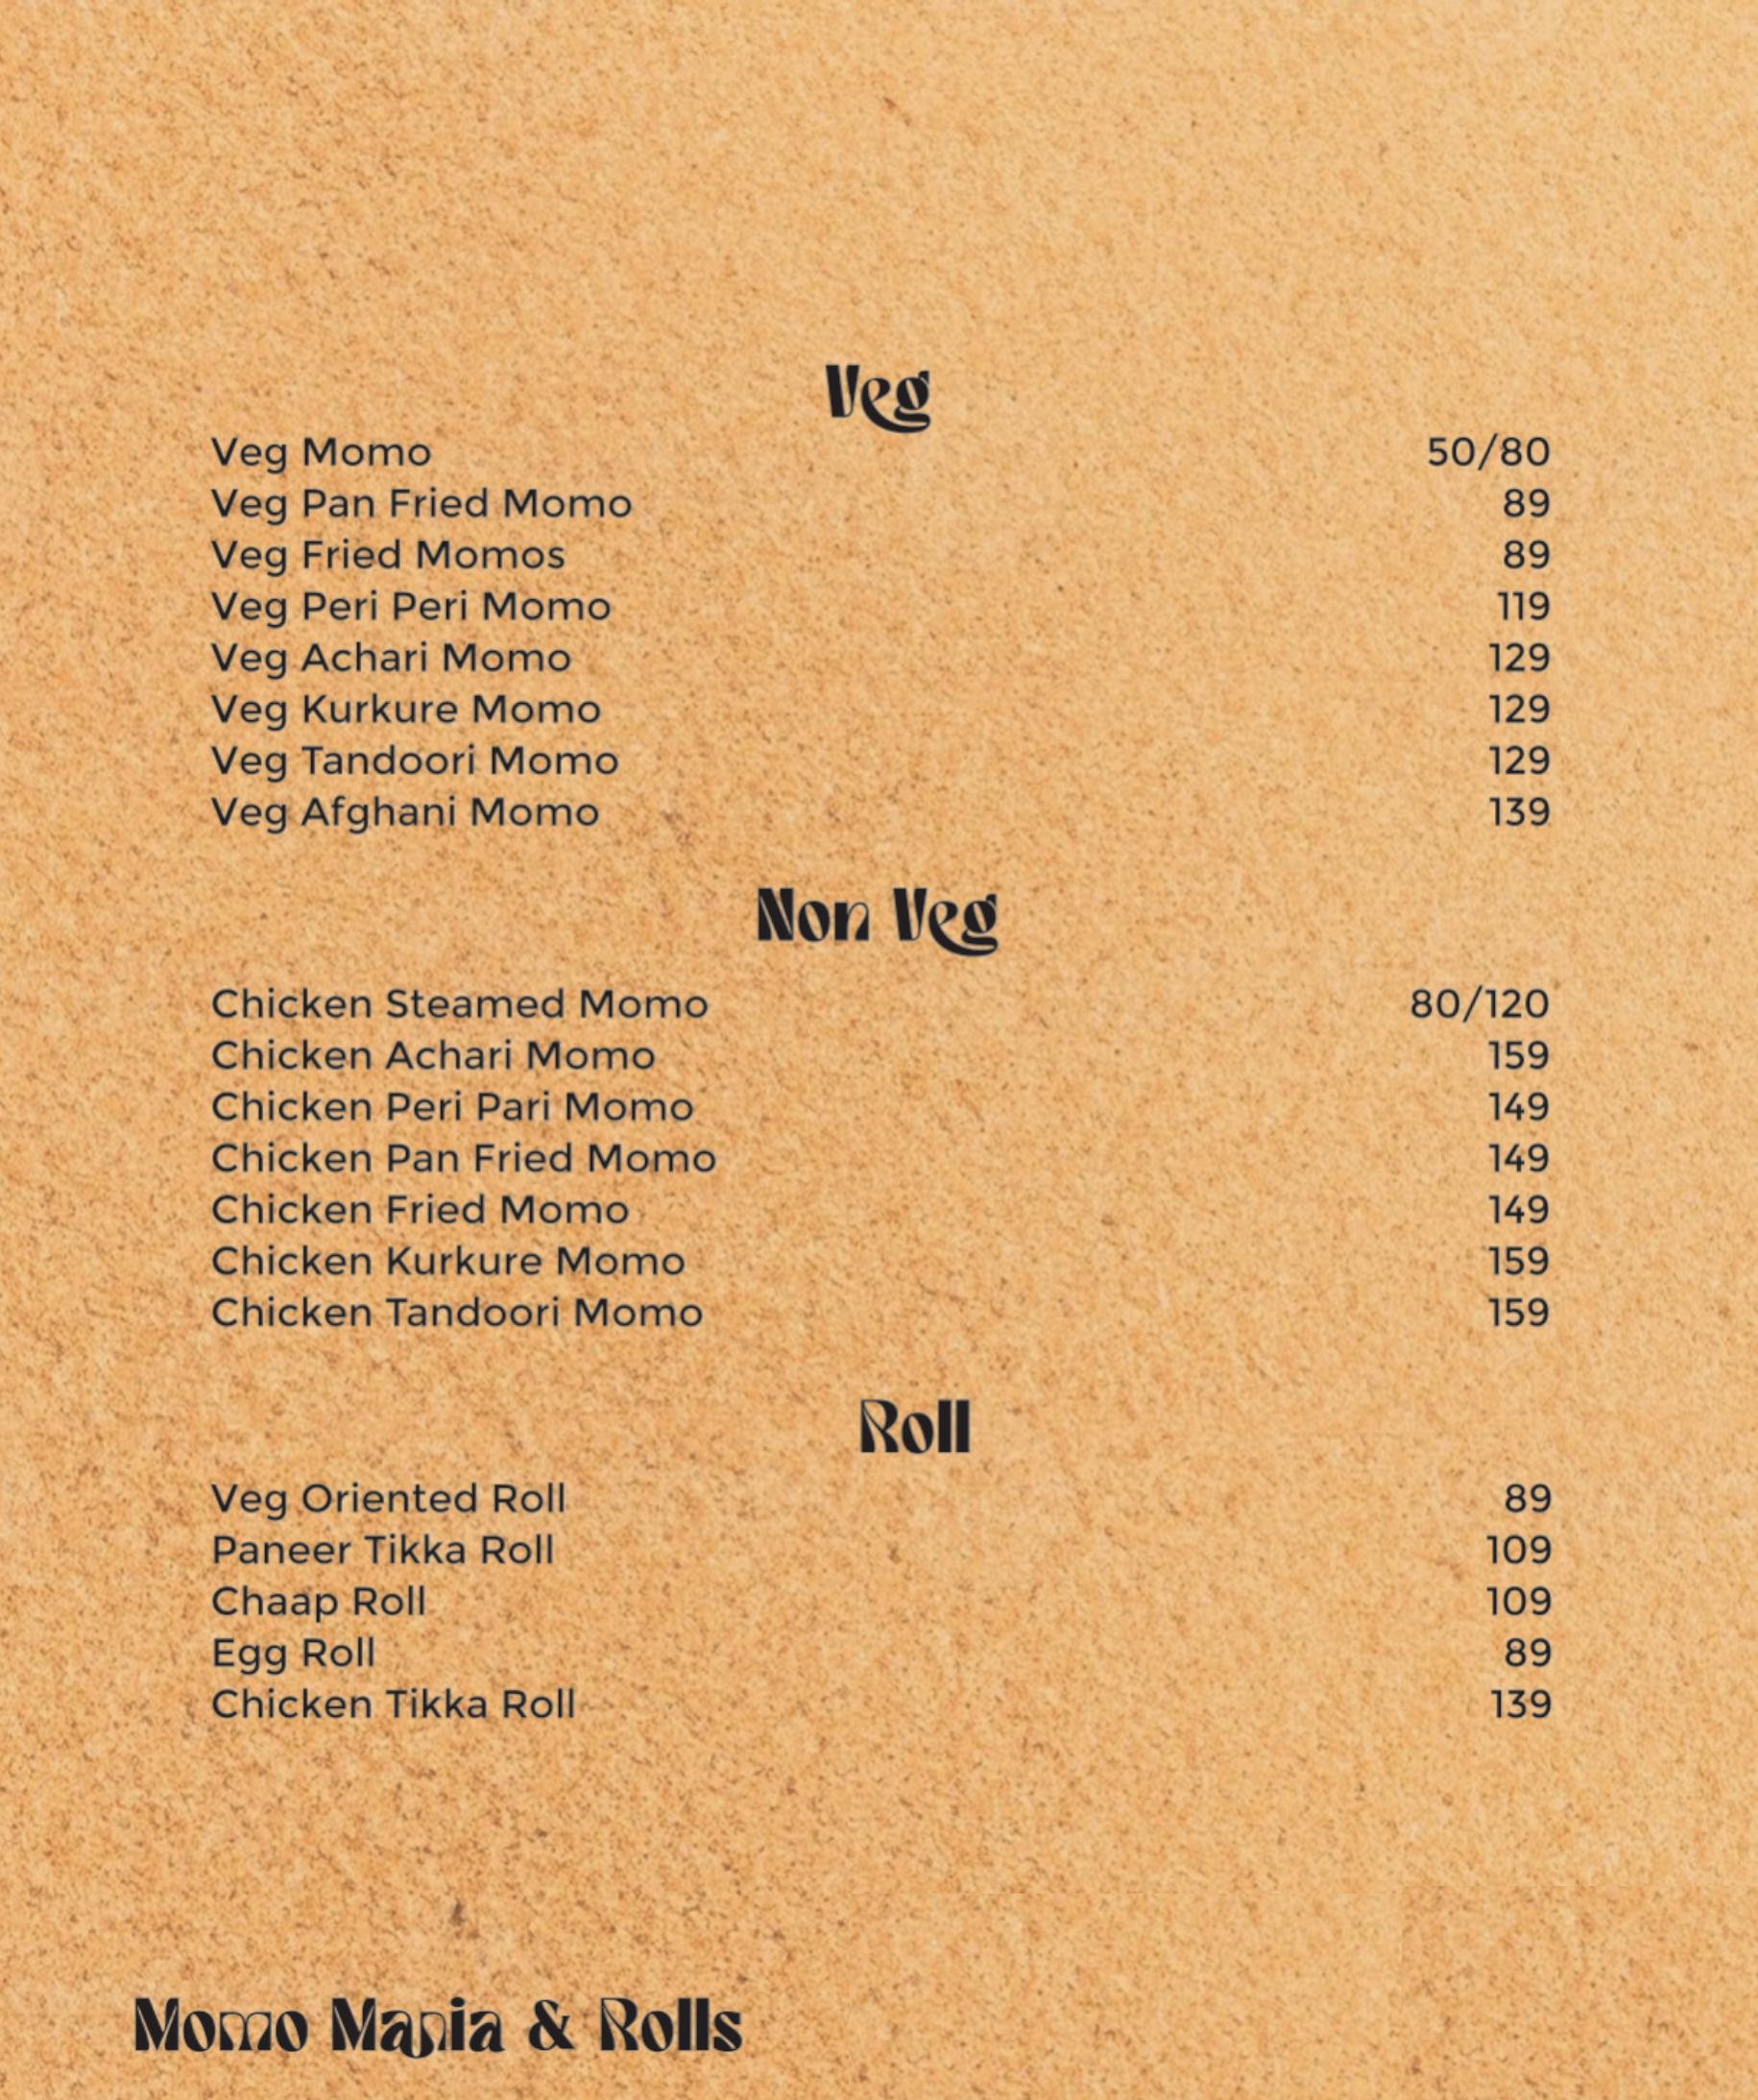 Veg
Veg Momo 50/80
Veg Pan Fried Momo 89
Veg Fried Momos 89
Veg Peri Peri Momo 119
Veg Achari Momo 129
Veg Kurkure Momo 129
Veg Tandoori Momo 129
Veg Afghani Momo 139
Non Veg
Chicken Steamed Momo 80/120
Chicken Achari Momo 159
Chicken Peri Pari Momo 149
Chicken Pan Fried Momo 149
Chicken Fried Momo 149
Chicken Kurkure Momo 159
Chicken Tandoori Momo 159
Roll
Veg Oriented Roll 89
Paneer Tikka Roll 109
Chaap Roll 109
Egg Roll 89
Chicken Tikka Roll 139
Momo Mania & Rolls